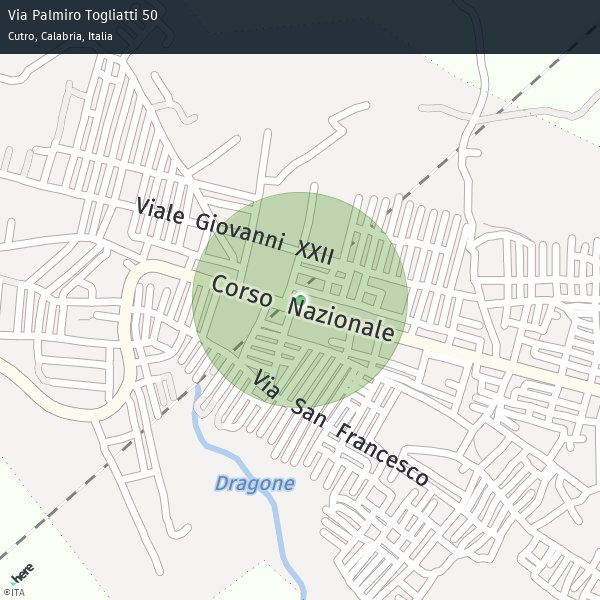 Via Palmiro Togliatti 50
Cutro, Calabria, Italia
Viale Giovanni XXII
Corso Nazionale
Via San Francesco
Dragone
here
©ITA